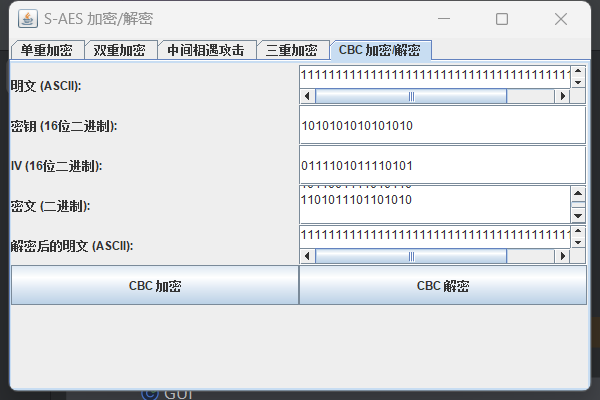 S-AES 加密/解密
单重加密 双重加密 中间相遇攻击 三重加密 CBC 加密/解密
明文 (ASCII):
密钥 (16位二进制): 1010101010101010
IV (16位二进制): 0111101011110101
密文 (二进制): 1101011101101010
解密后的明文 (ASCII):
CBC 加密 CBC 解密
GUI